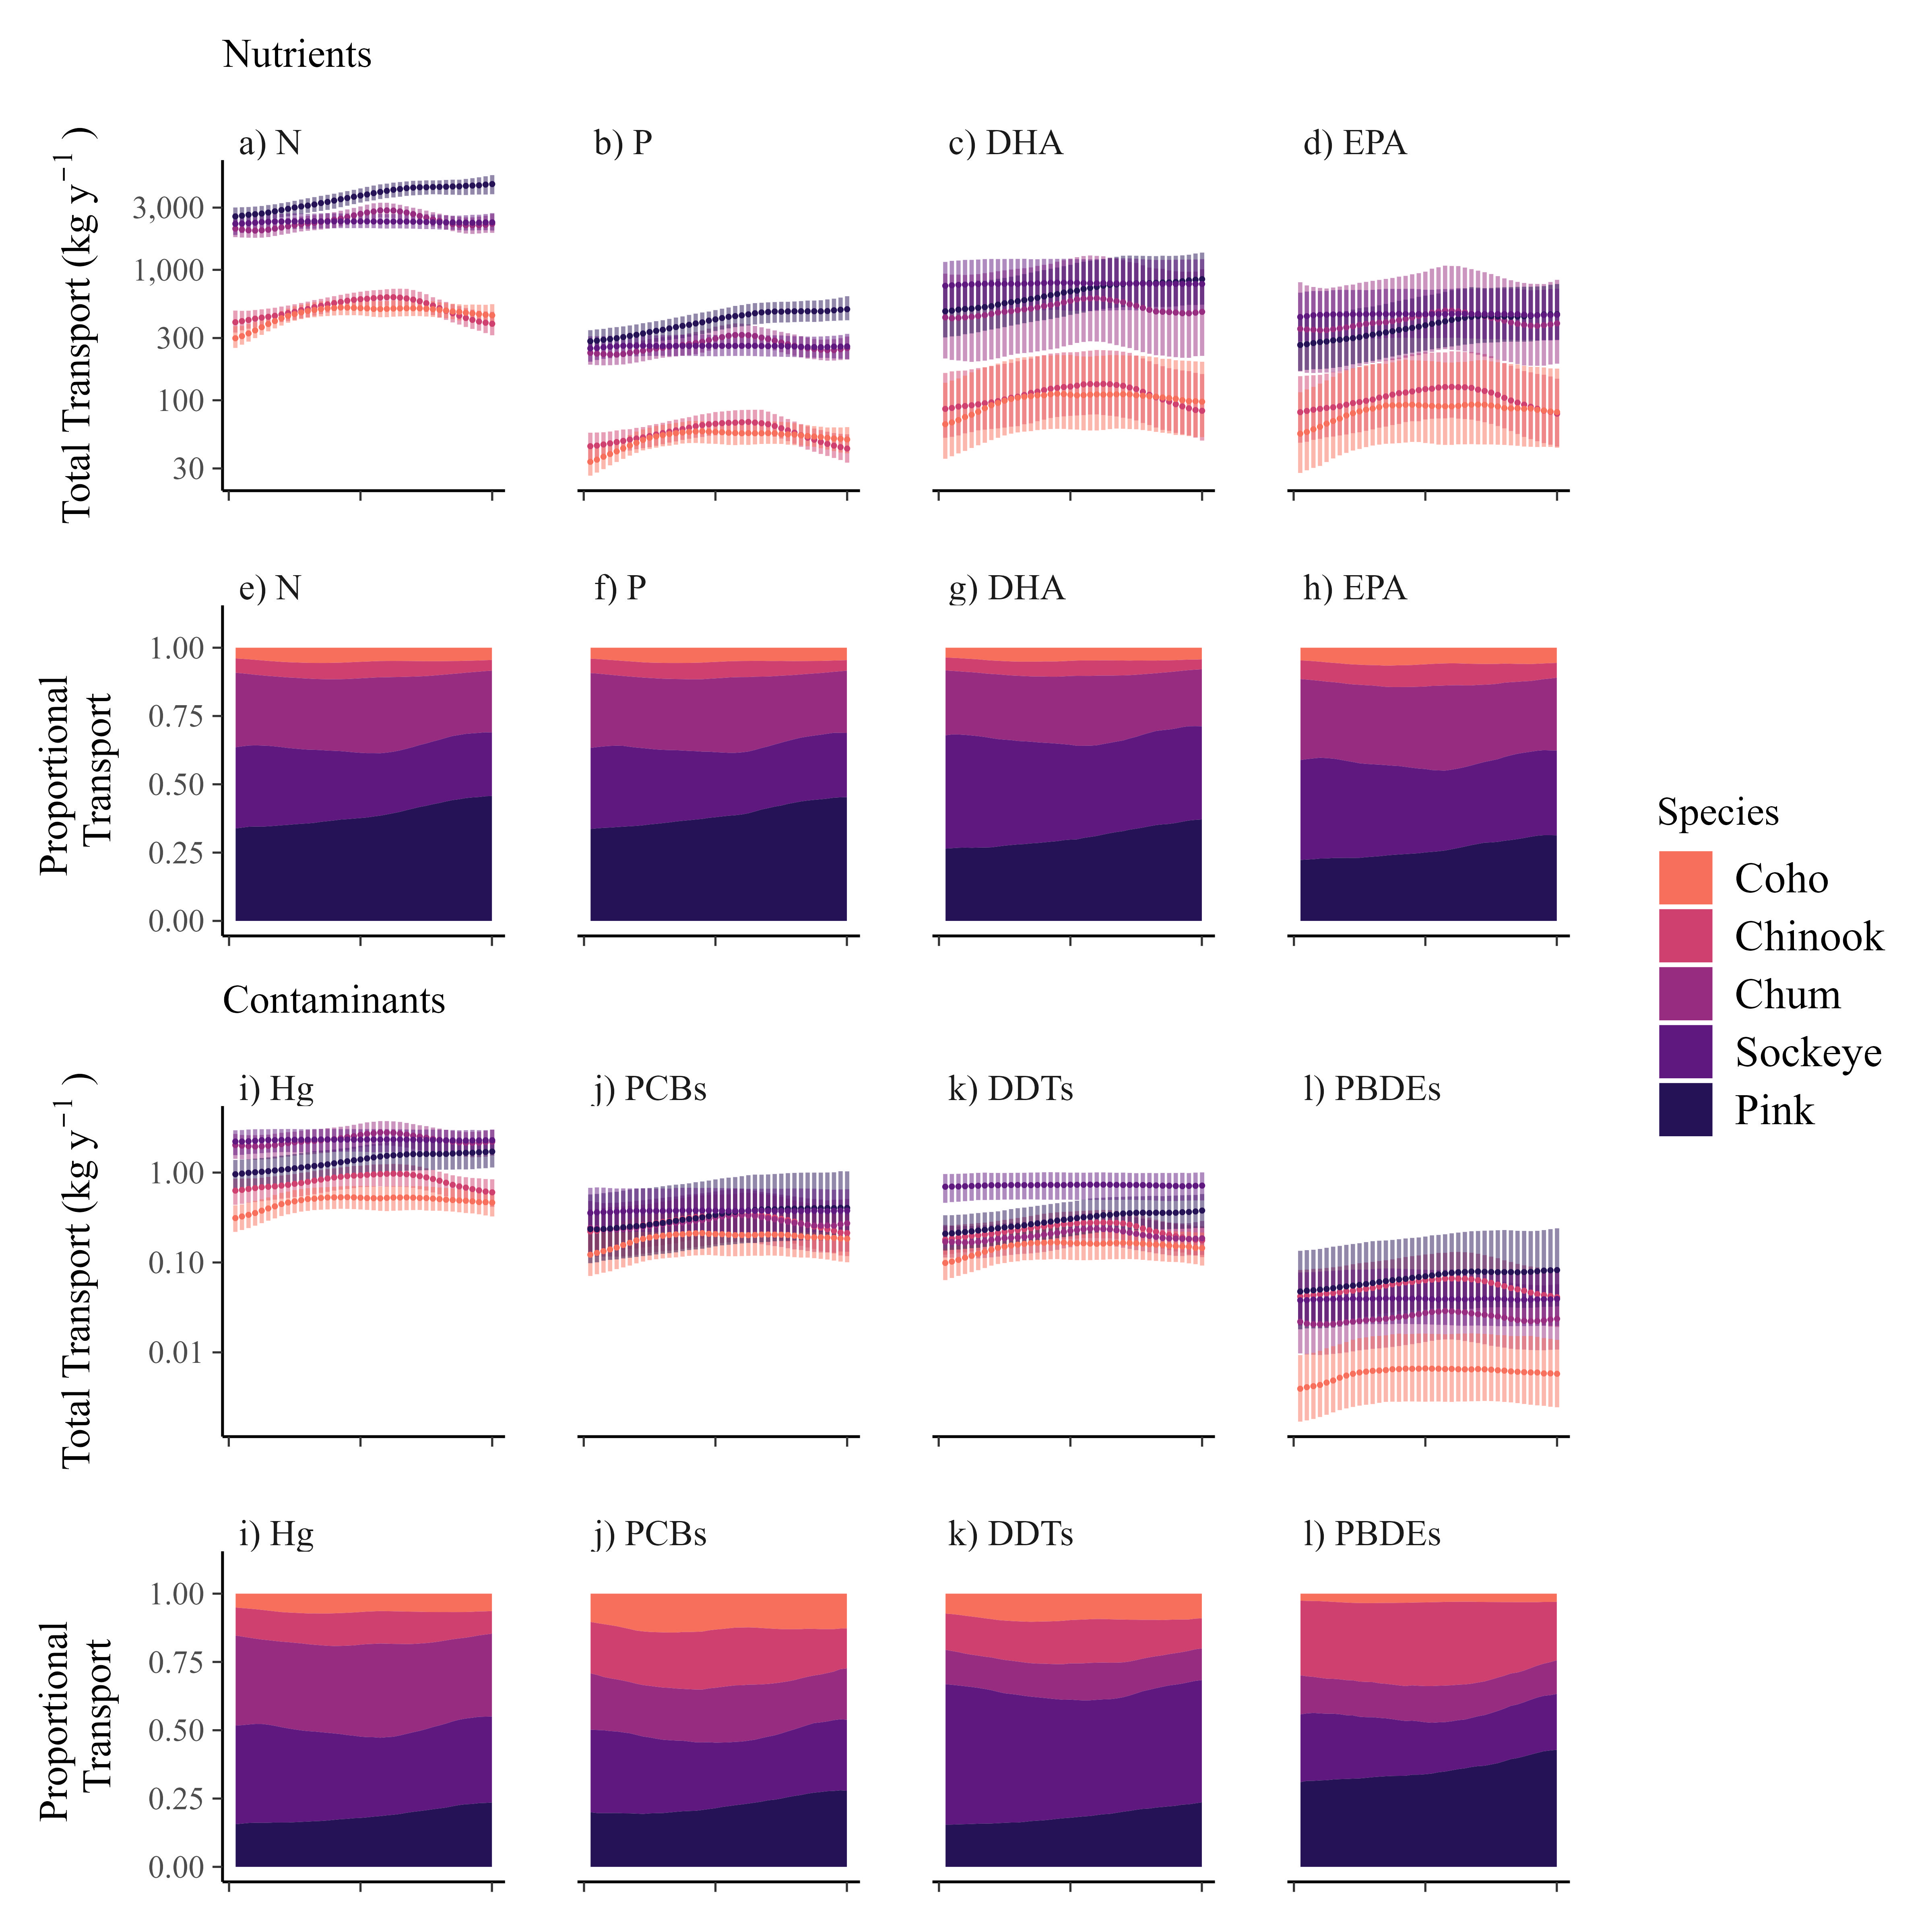 Nutrients
a) N
b) P
c) DHA
d) EPA
Total Transport (kg y⁻¹ )
3,000
1,000
300
100
30
e) N
f) P
g) DHA
h) EPA
Proportional
Transport
1.00
0.75
0.50
0.25
0.00
Species
Coho
Chinook
Chum
Sockeye
Pink
Contaminants
i) Hg
j) PCBs
k) DDTs
l) PBDEs
Total Transport (kg y⁻¹ )
1.00
0.10
0.01
i) Hg
j) PCBs
k) DDTs
l) PBDEs
Proportional
Transport
1.00
0.75
0.50
0.25
0.00